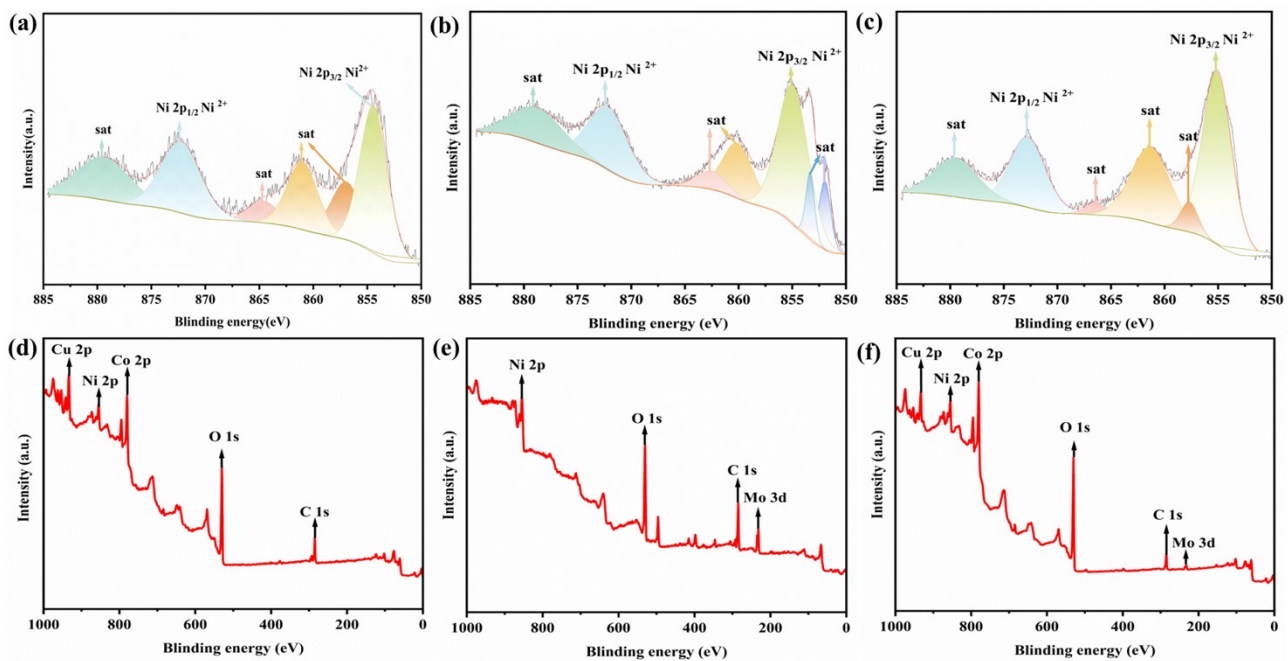 (a)
Ni 2p3/2 Ni2+
Ni 2p1/2 Ni 2+
sat
sat
sat
Intensity(a.u.)
885 880 875 870 865 860 855 850
Blinding energy(eV)
(b)
Ni 2p3/2 Ni 2+
Ni 2p1/2 Ni 2+
sat
sat
sat
Intensity(a.u.)
885 880 875 870 865 860 855 850
Blinding energy (eV)
(c)
Ni 2p3/2 Ni 2+
Ni 2p1/2 Ni 2+
sat
sat
sat
sat
Intensity(a.u.)
885 880 875 870 865 860 855 850
Blinding energy (eV)
(d)
Cu 2p
Ni 2p
Co 2p
O 1s
C 1s
Intensity (a.u.)
1000 800 600 400 200 0
Blinding energy (eV)
(e)
Ni 2p
O 1s
C 1s
Mo 3d
Intensity (a.u.)
1000 800 600 400 200 0
Blinding energy (eV)
(f)
Cu 2p
Ni 2p
Co 2p
O 1s
C 1s
Mo 3d
Intensity (a.u.)
1000 800 600 400 200 0
Blinding energy (eV)